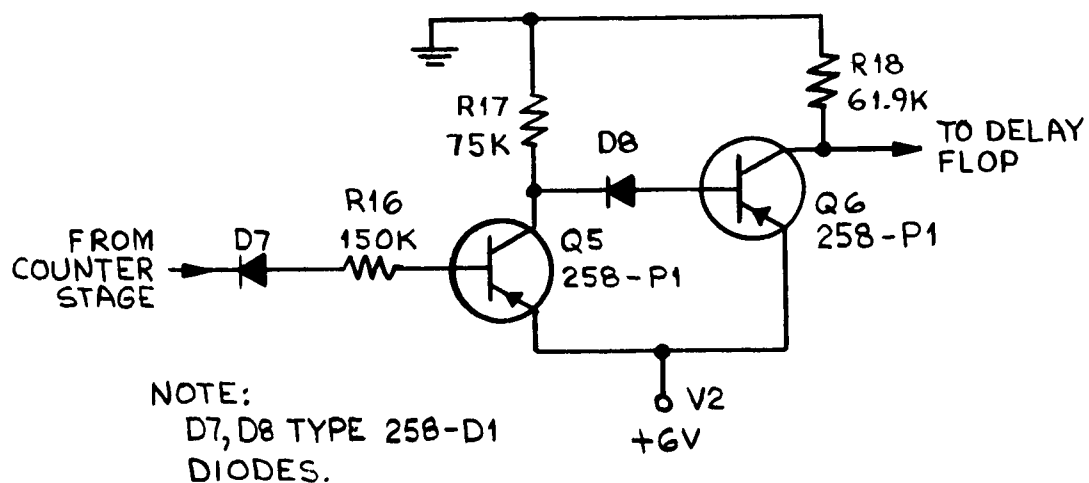 R18
61.9K
R17
75K
TO DELAY
FLOP
D8
Q6
258-P1
R16
150K
D7
FROM
COUNTER
STAGE
Q5
258-P1
V2
+6V
NOTE:
D7, D8 TYPE 258-D1
DIODES.